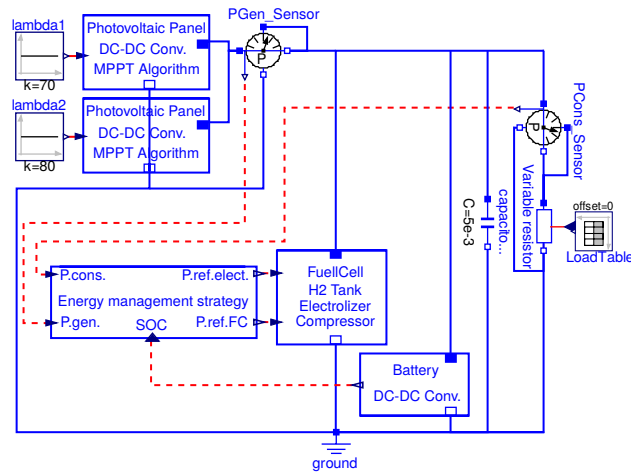 lambda1
k=70
Photovoltaic Panel
DC-DC Conv.
MPPT Algorithm
lambda2
k=80
Photovoltaic Panel
DC-DC Conv.
MPPT Algorithm
PGen_Sensor
P
PCons_Sensor
P
Variable resistor
offset=0
LoadTable
capacito...
C=5e-3
P.cons.
P.ref.elect.
Energy management strategy
P.gen.
SOC
P.ref.FC
FuellCell
H2 Tank
Electrolizer
Compressor
Battery
DC-DC Conv.
ground